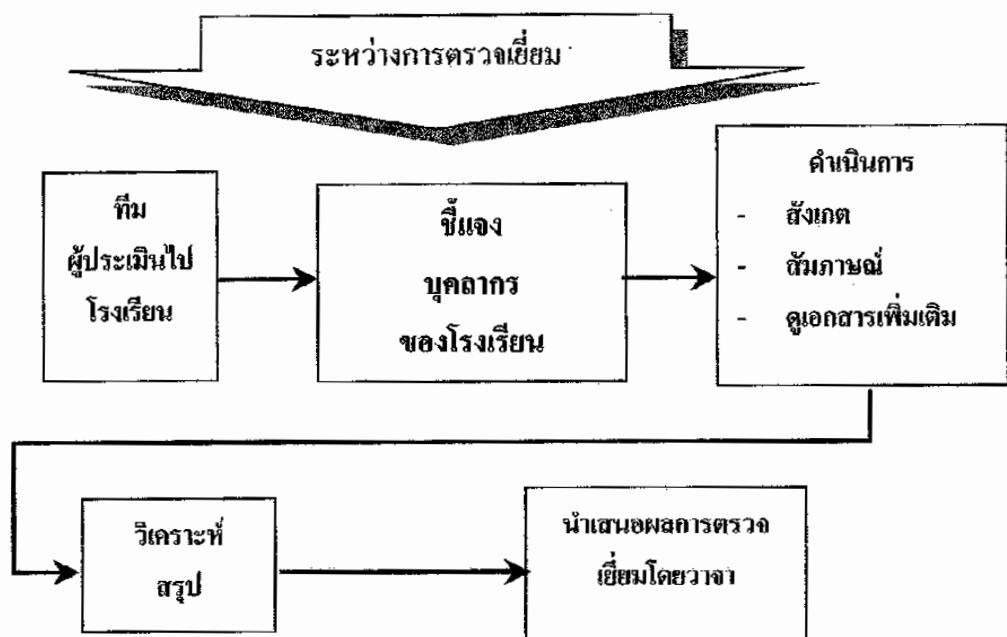 ระหว่างการตรวจเยี่ยม
ทีม
ผู้ประเมินไป
โรงเรียน
ชี้แจง
บุคลากร
ของโรงเรียน
ดำเนินการ
- สังเกต
- สัมภาษณ์
- ดูเอกสารเพิ่มเติม
วิเคราะห์
สรุป
นำเสนอผลการตรวจ
เยี่ยมโดยวาจา